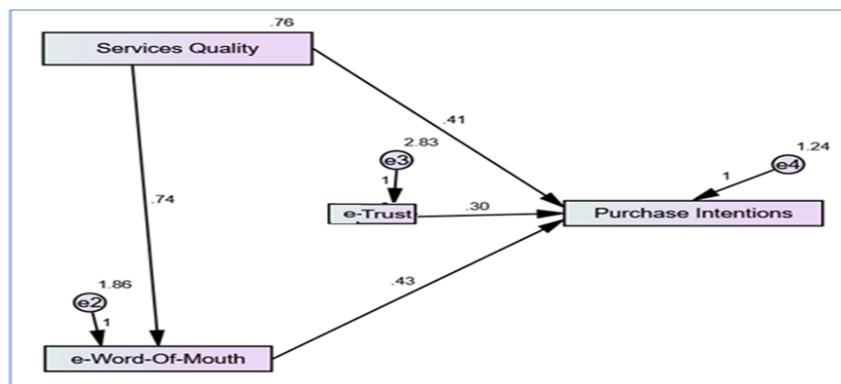 .76
Services Quality
.41
2.83
e3
1
1.24
e4
1
.74
e-Trust
.30
Purchase Intentions
1.86
e2
1
.43
e-Word-Of-Mouth